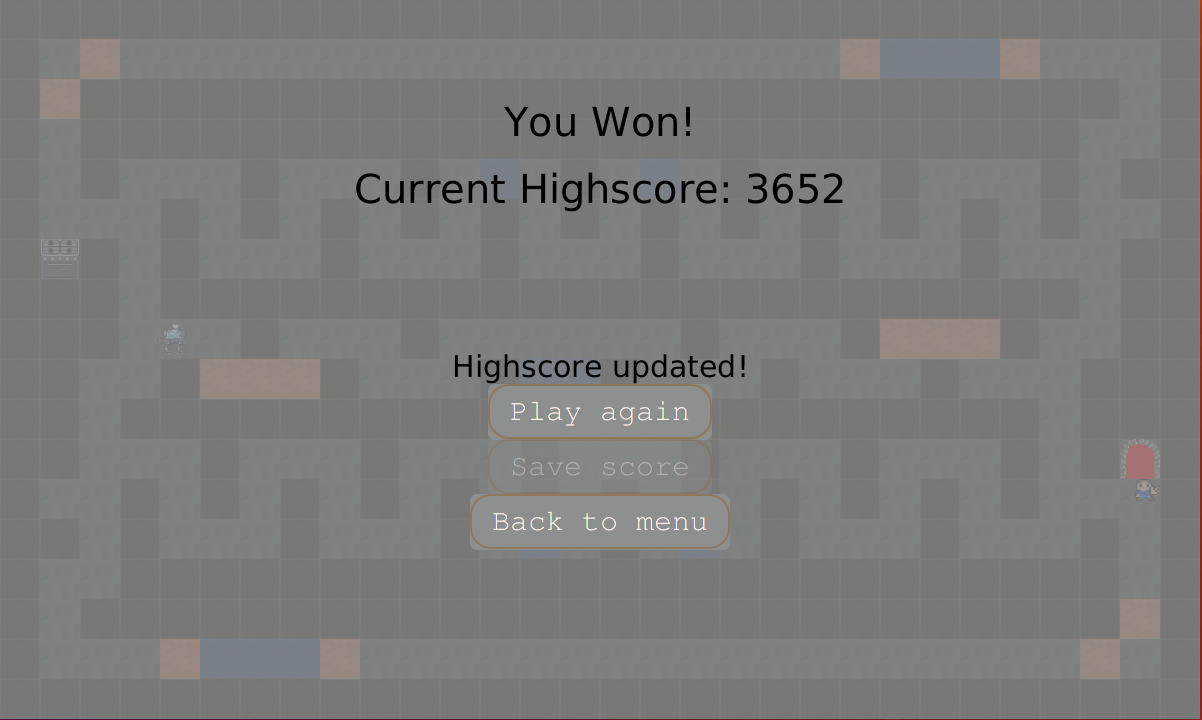 You Won!
Current Highscore: 3652
Highscore updated!
Play again
Save score
Back to menu